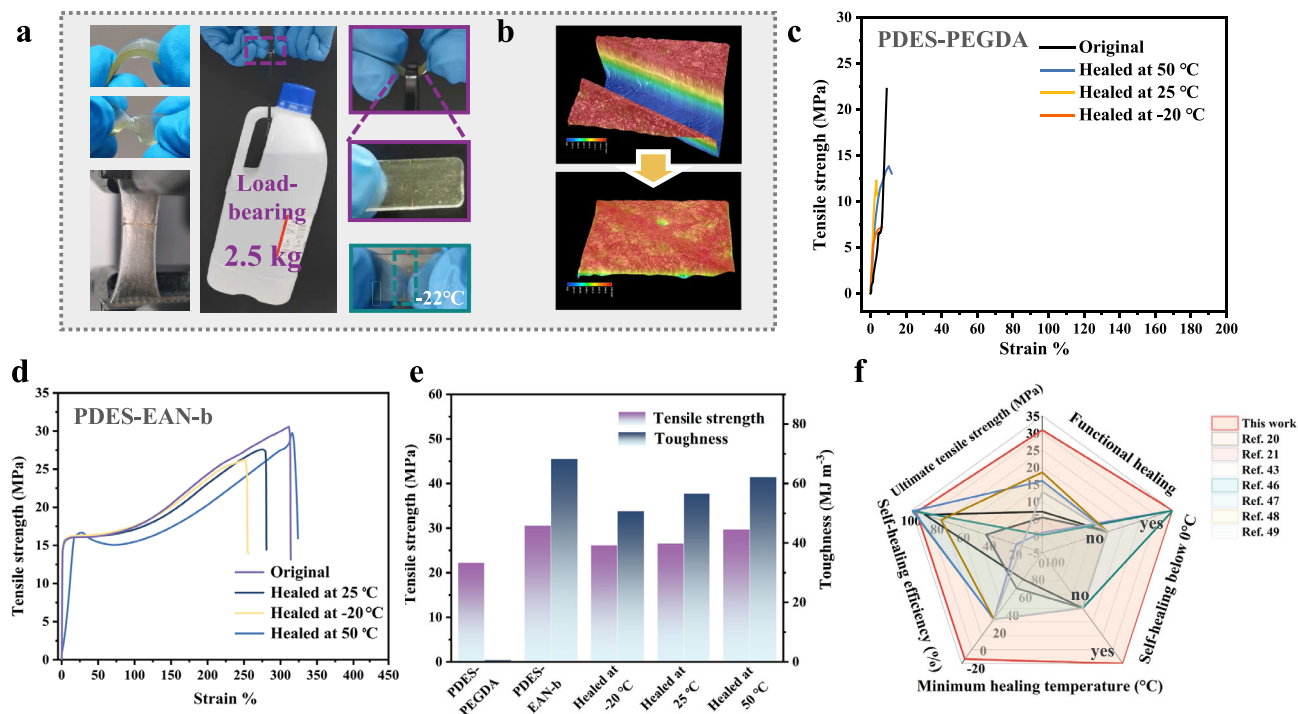 a
Load-
bearing
2.5 kg
-22°C
b
c
PDES-PEGDA
Original
Healed at 50 °C
Healed at 25 °C
Healed at -20 °C
Tensile strengh (MPa)
30
25
20
15
10
5
0
0 20 40 60 80 100 120 140 160 180 200
Strain %
d
PDES-EAN-b
Original
Healed at 25 °C
Healed at -20 °C
Healed at 50 °C
Tensile strength (MPa)
35
30
25
20
15
10
5
0
0 50 100 150 200 250 300 350 400 450
Strain %
e
Tensile strength
Toughness
Tensile strength (MPa)
60
50
40
30
20
10
0
Toughness (MJ m⁻³)
80
60
40
20
0
PDES-
PEGDA
PDES-
EAN-b
Healed at
-20 °C
Healed at
25 °C
Healed at
50 °C
f
Ultimate tensile strength (MPa)
Functional healing
Self-healing below 0°C
Minimum healing temperature (°C)
Self-healing efficiency (%)
35
30
25
20
15
10
5
0
100
80
60
40
20
100
80
60
40
20
0
-20
no
yes
no
yes
This work
Ref. 20
Ref. 21
Ref. 43
Ref. 46
Ref. 47
Ref. 48
Ref. 49